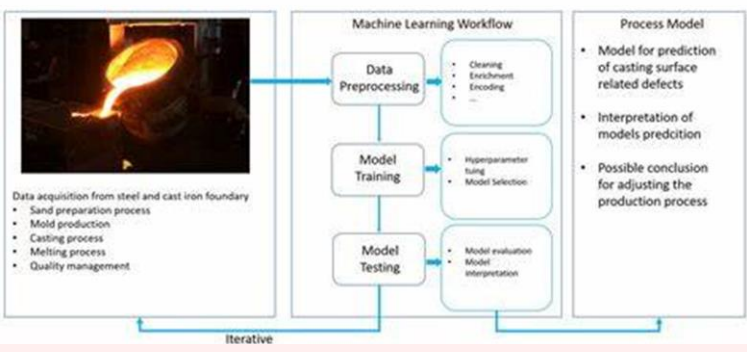 Data acquisition from steel and cast iron foundary
• Sand preparation process
• Mold production
• Casting process
• Melting process
• Quality management
Machine Learning Workflow
Data
Preprocessing
• Cleaning
• Enrichment
• Encoding
• ...
Model
Training
• Hyperparameter
tuing
• Model Selection
Model
Testing
• Model evaluation
• Model
interpretation
Process Model
• Model for prediction
of casting surface
related defects
• Interpretation of
models predcition
• Possible conclusion
for adjusting the
production process
Iterative